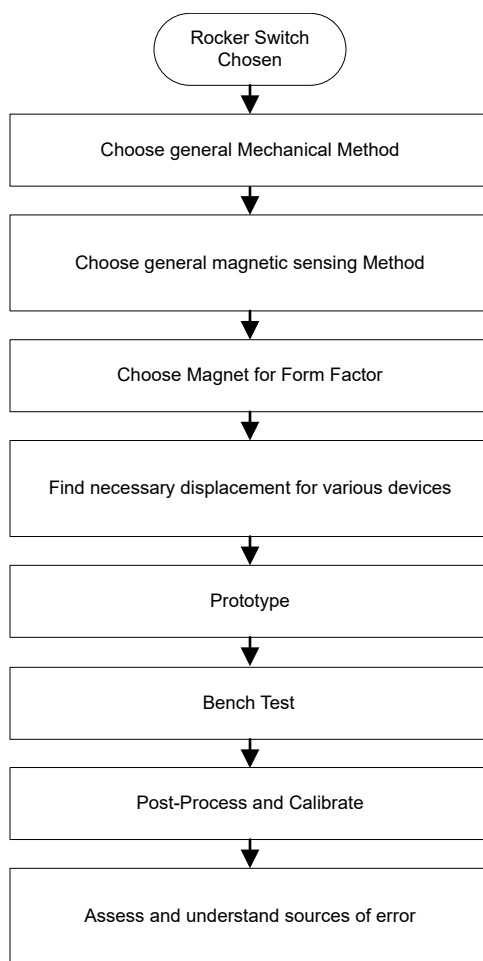 Rocker Switch
Chosen
Choose general Mechanical Method
Choose general magnetic sensing Method
Choose Magnet for Form Factor
Find necessary displacement for various devices
Prototype
Bench Test
Post-Process and Calibrate
Assess and understand sources of error